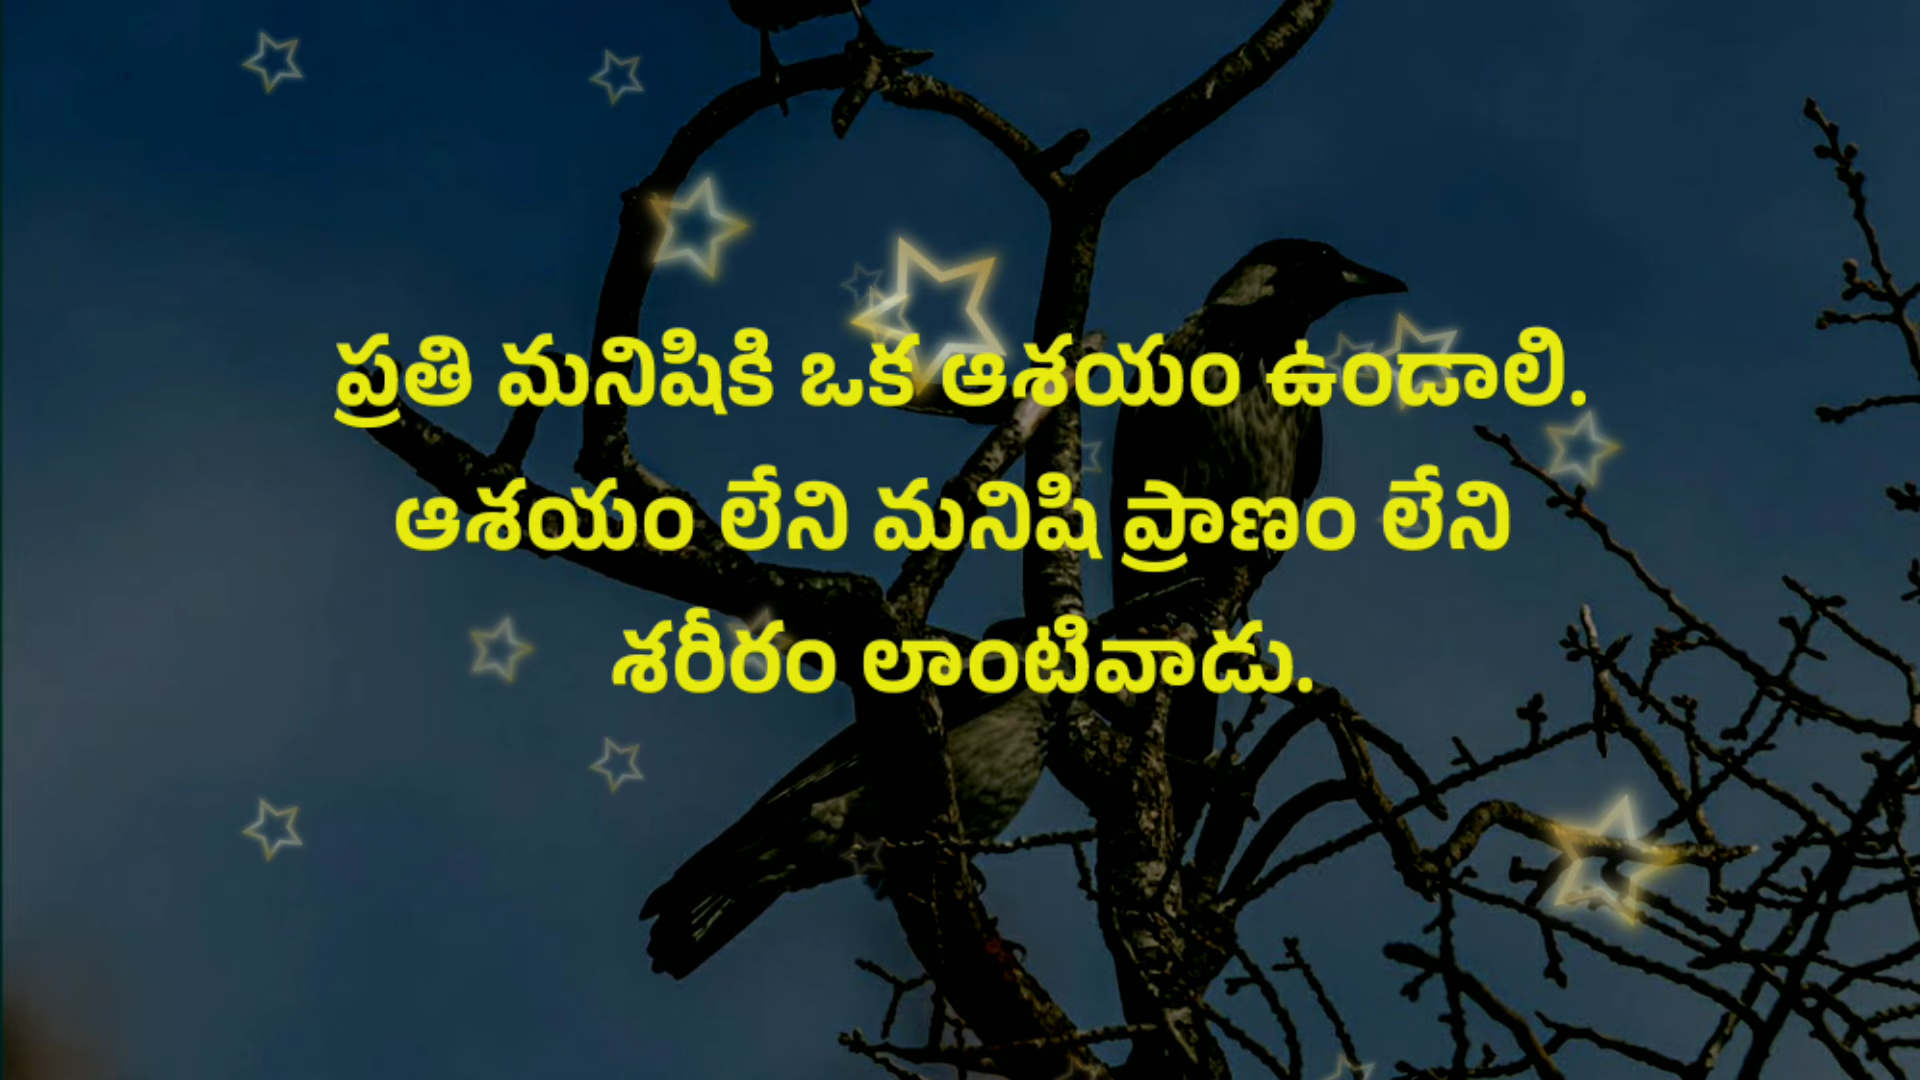 ప్రతి మనిషికి ఒక ఆశయం ఉండాలి.
ఆశయం లేని మనిషి ప్రాణం లేని
శరీరం లాంటివాడు.